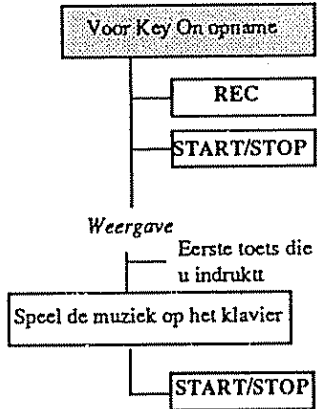 Voor Key On opname
REC
START/STOP
Weergave
Eerste toets die
u indruktt
Speel de muziek op het klavier
START/STOP